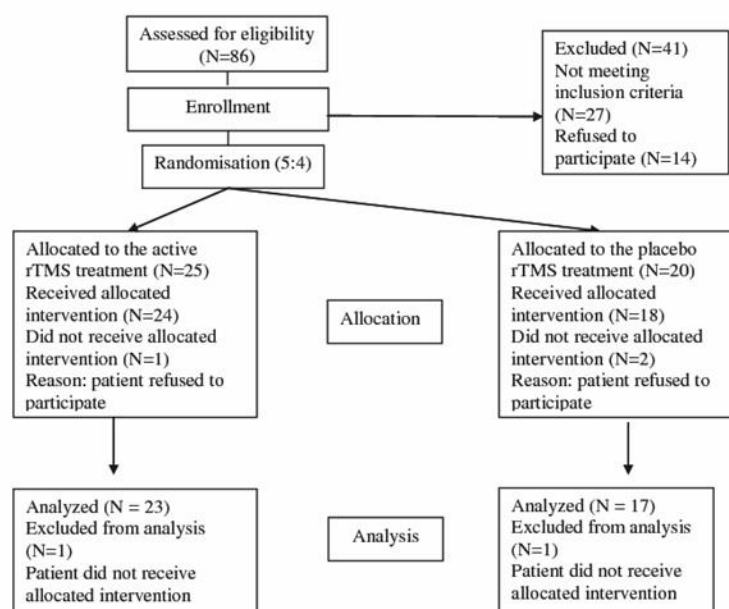 Assessed for eligibility
(N=86)
Excluded (N=41)
Not meeting
inclusion criteria
(N=27)
Refused to
participate (N=14)
Enrollment
Randomisation (5:4)
Allocated to the active
rTMS treatment (N=25)
Received allocated
intervention
(N=24)
Did not receive allocated
intervention (N=1)
Reason: patient refused to
participate
Allocation
Allocated to the placebo
rTMS treatment (N=20)
Received allocated
intervention
(N=18)
Did not receive allocated
intervention (N=2)
Reason: patient refused to
participate
Analyzed (N = 23)
Excluded from analysis
(N=1)
Patient did not receive
allocated intervention
Analysis
Analyzed (N = 17)
Excluded from analysis
(N=1)
Patient did not receive
allocated intervention